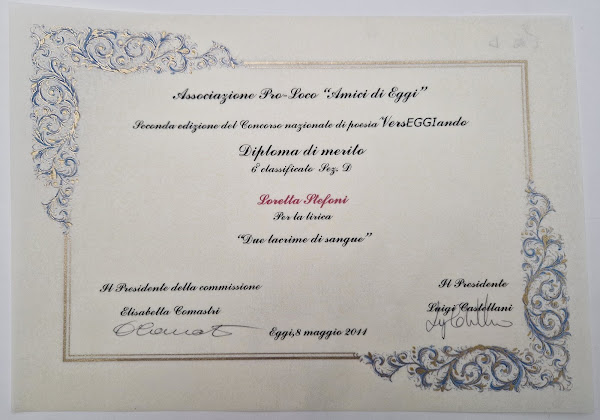 Associazione Pro-Loco "Amici di Eggi"
Seconda edizione del Concorso nazionale di poesia VersEGGIando
Diploma di merito
6 classificato Sez. D
Loretta Stefoni
Per la lirica
"Due lacrime di sangue"
Il Presidente della commissione
Il Presidente
Elisabetta Comastri
Luigi Castellani
Eggi, 8 maggio 2011